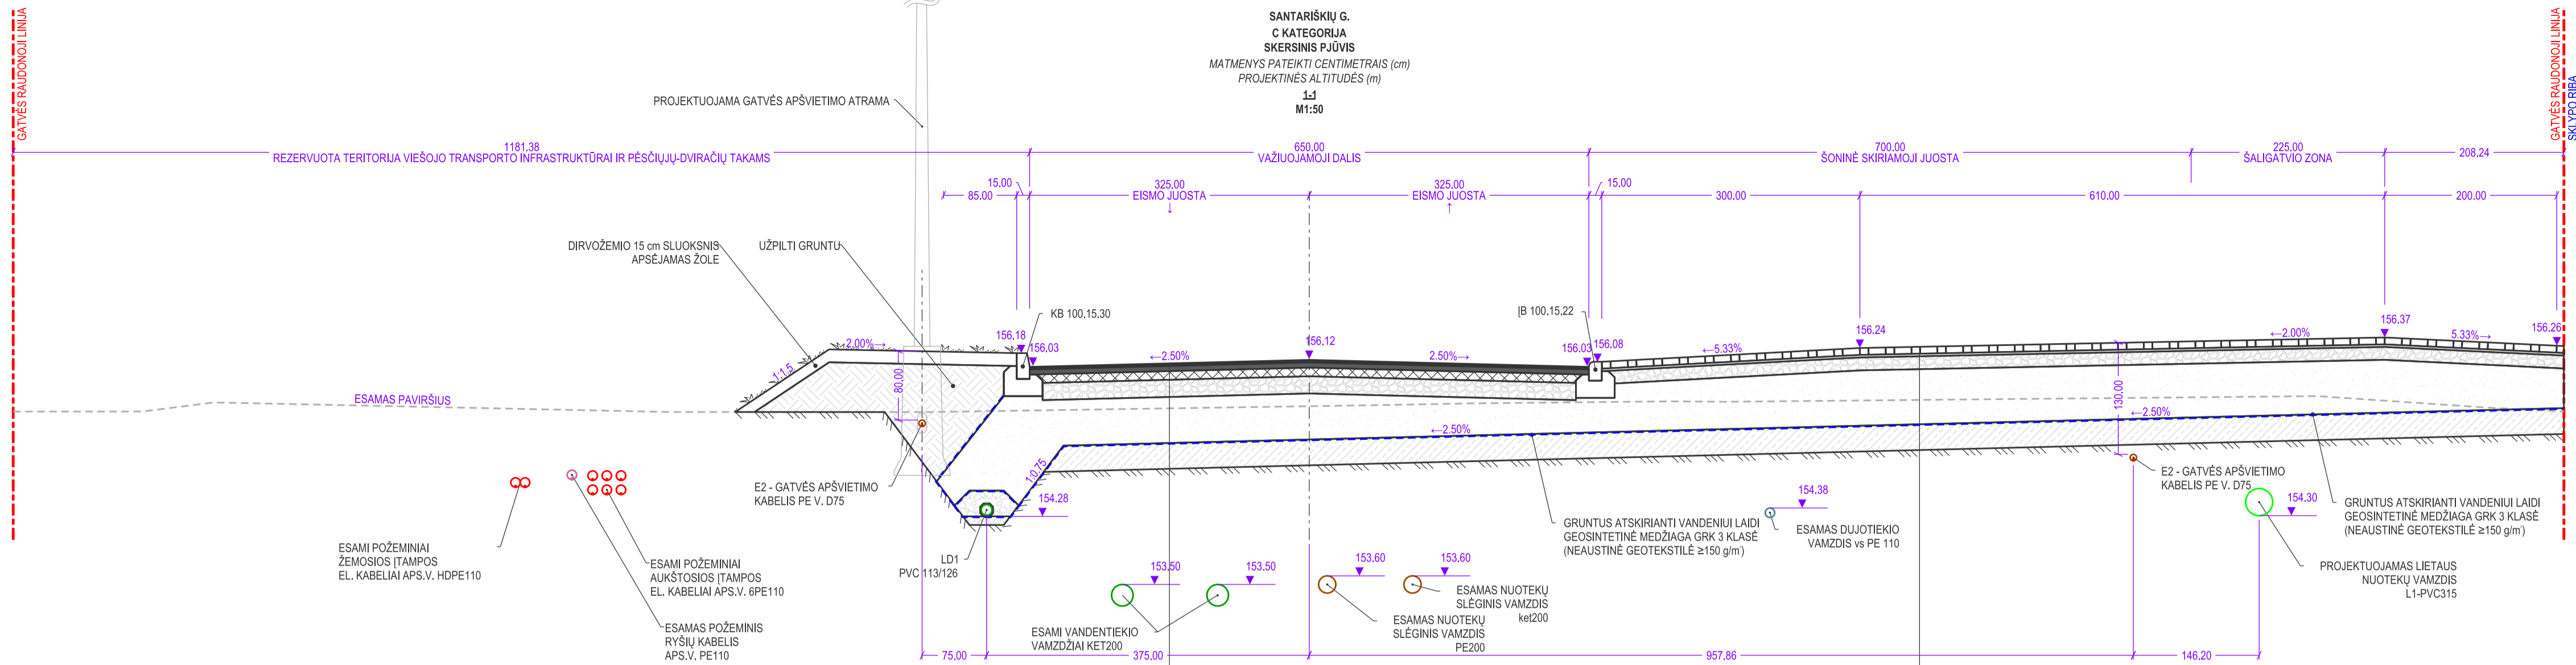 SANTARIŠKIŲ G.
C KATEGORIJA
SKERSINIS PJŪVIS
MATMENYS PATEIKTI CENTIMETRAIS (cm)
PROJEKTINĖS ALTITUDĖS (m)
1-1
M1:50
GATVĖS RAUDONOJI LINIJA
GATVĖS RAUDONOJI LINIJA
SKLYPO RIBA
PROJEKTUOJAMA GATVĖS APŠVIETIMO ATRAMA
1181.38
REZERVUOTA TERITORIJA VIEŠOJO TRANSPORTO INFRASTRUKTŪRAI IR PĖSČIŲJŲ-DVIRAČIŲ TAKAMS
650.00
VAŽIUOJAMOJI DALIS
700.00
ŠONINĖ SKIRIAMOJI JUOSTA
225.00
ŠALIGATVIO ZONA
208.24
85.00
15.00
325.00
EISMO JUOSTA
↓
325.00
EISMO JUOSTA
↑
15.00
300.00
610.00
200.00
DIRVOŽEMIO 15 cm SLUOKSNIS
APSĖJAMAS ŽOLE
UŽPILTI GRUNTU
KB 100.15.30
ĮB 100.15.22
156.18
156.03
156.12
156.03
156.08
156.24
156.37
156.26
2.00%→
←2.50%
2.50%→
←5.33%
←2.00%
5.33%→
1:1.5
80.00
130.00
ESAMAS PAVIRŠIUS
←2.50%
←2.50%
1:0.75
E2 - GATVĖS APŠVIETIMO
KABELIS PE V. D75
154.28
LD1
PVC 113/126
ESAMI POŽEMINIAI
ŽEMOSIOS ĮTAMPOS
EL. KABELIAI APS.V. HDPE110
ESAMI POŽEMINIAI
AUKŠTOSIOS ĮTAMPOS
EL. KABELIAI APS.V. 6PE110
ESAMAS POŽEMINIS
RYŠIŲ KABELIS
APS.V. PE110
153.50
153.50
ESAMI VANDENTIEKIO
VAMZDŽIAI KET200
153.60
153.60
ESAMAS NUOTEKŲ
SLĖGINIS VAMZDIS
ket200
ESAMAS NUOTEKŲ
SLĖGINIS VAMZDIS
PE200
GRUNTUS ATSKIRIANTI VANDENIUI LAIDI
GEOSINTETINĖ MEDŽIAGA GRK 3 KLASĖ
(NEAUSTINĖ GEOTEKSTILĖ ≥150 g/m²)
154.38
ESAMAS DUJOTIEKIO
VAMZDIS vs PE 110
E2 - GATVĖS APŠVIETIMO
KABELIS PE V. D75
154.30
GRUNTUS ATSKIRIANTI VANDENIUI LAIDI
GEOSINTETINĖ MEDŽIAGA GRK 3 KLASĖ
(NEAUSTINĖ GEOTEKSTILĖ ≥150 g/m²)
PROJEKTUOJAMAS LIETAUS
NUOTEKŲ VAMZDIS
L1-PVC315
75.00
375.00
957.86
146.20